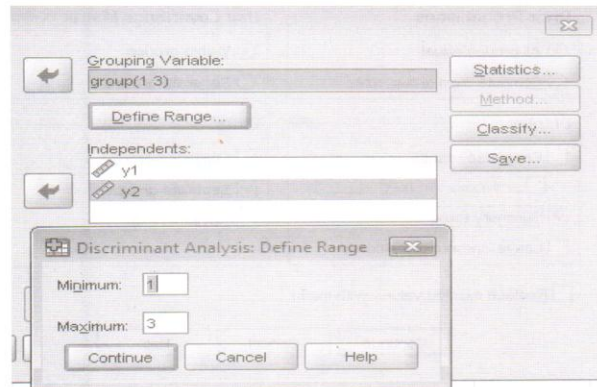 Grouping Variable:
group(1 3)
Statistics...
Method...
Define Range...
Classify...
Independents:
Save...
y1
y2
Discriminant Analysis: Define Range
Minimum: 1
Maximum: 3
Continue Cancel Help